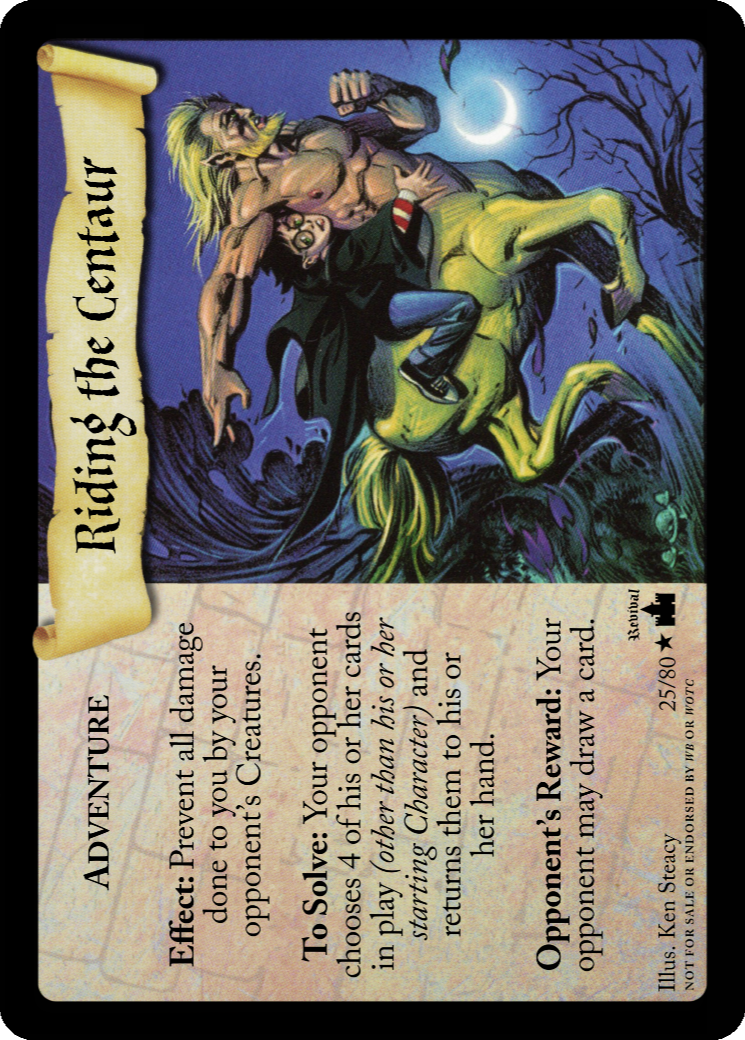 Riding the Centaur
ADVENTURE
Effect: Prevent all damage
done to you by your
opponent's Creatures.
To Solve: Your opponent
chooses 4 of his or her cards
in play (other than his or her
starting Character) and
returns them to his or
her hand.
Opponent's Reward: Your
opponent may draw a card.
Illus. Ken Steacy
25/80 ★
Revival
NOT FOR SALE OR ENDORSED BY WB OR WOTC